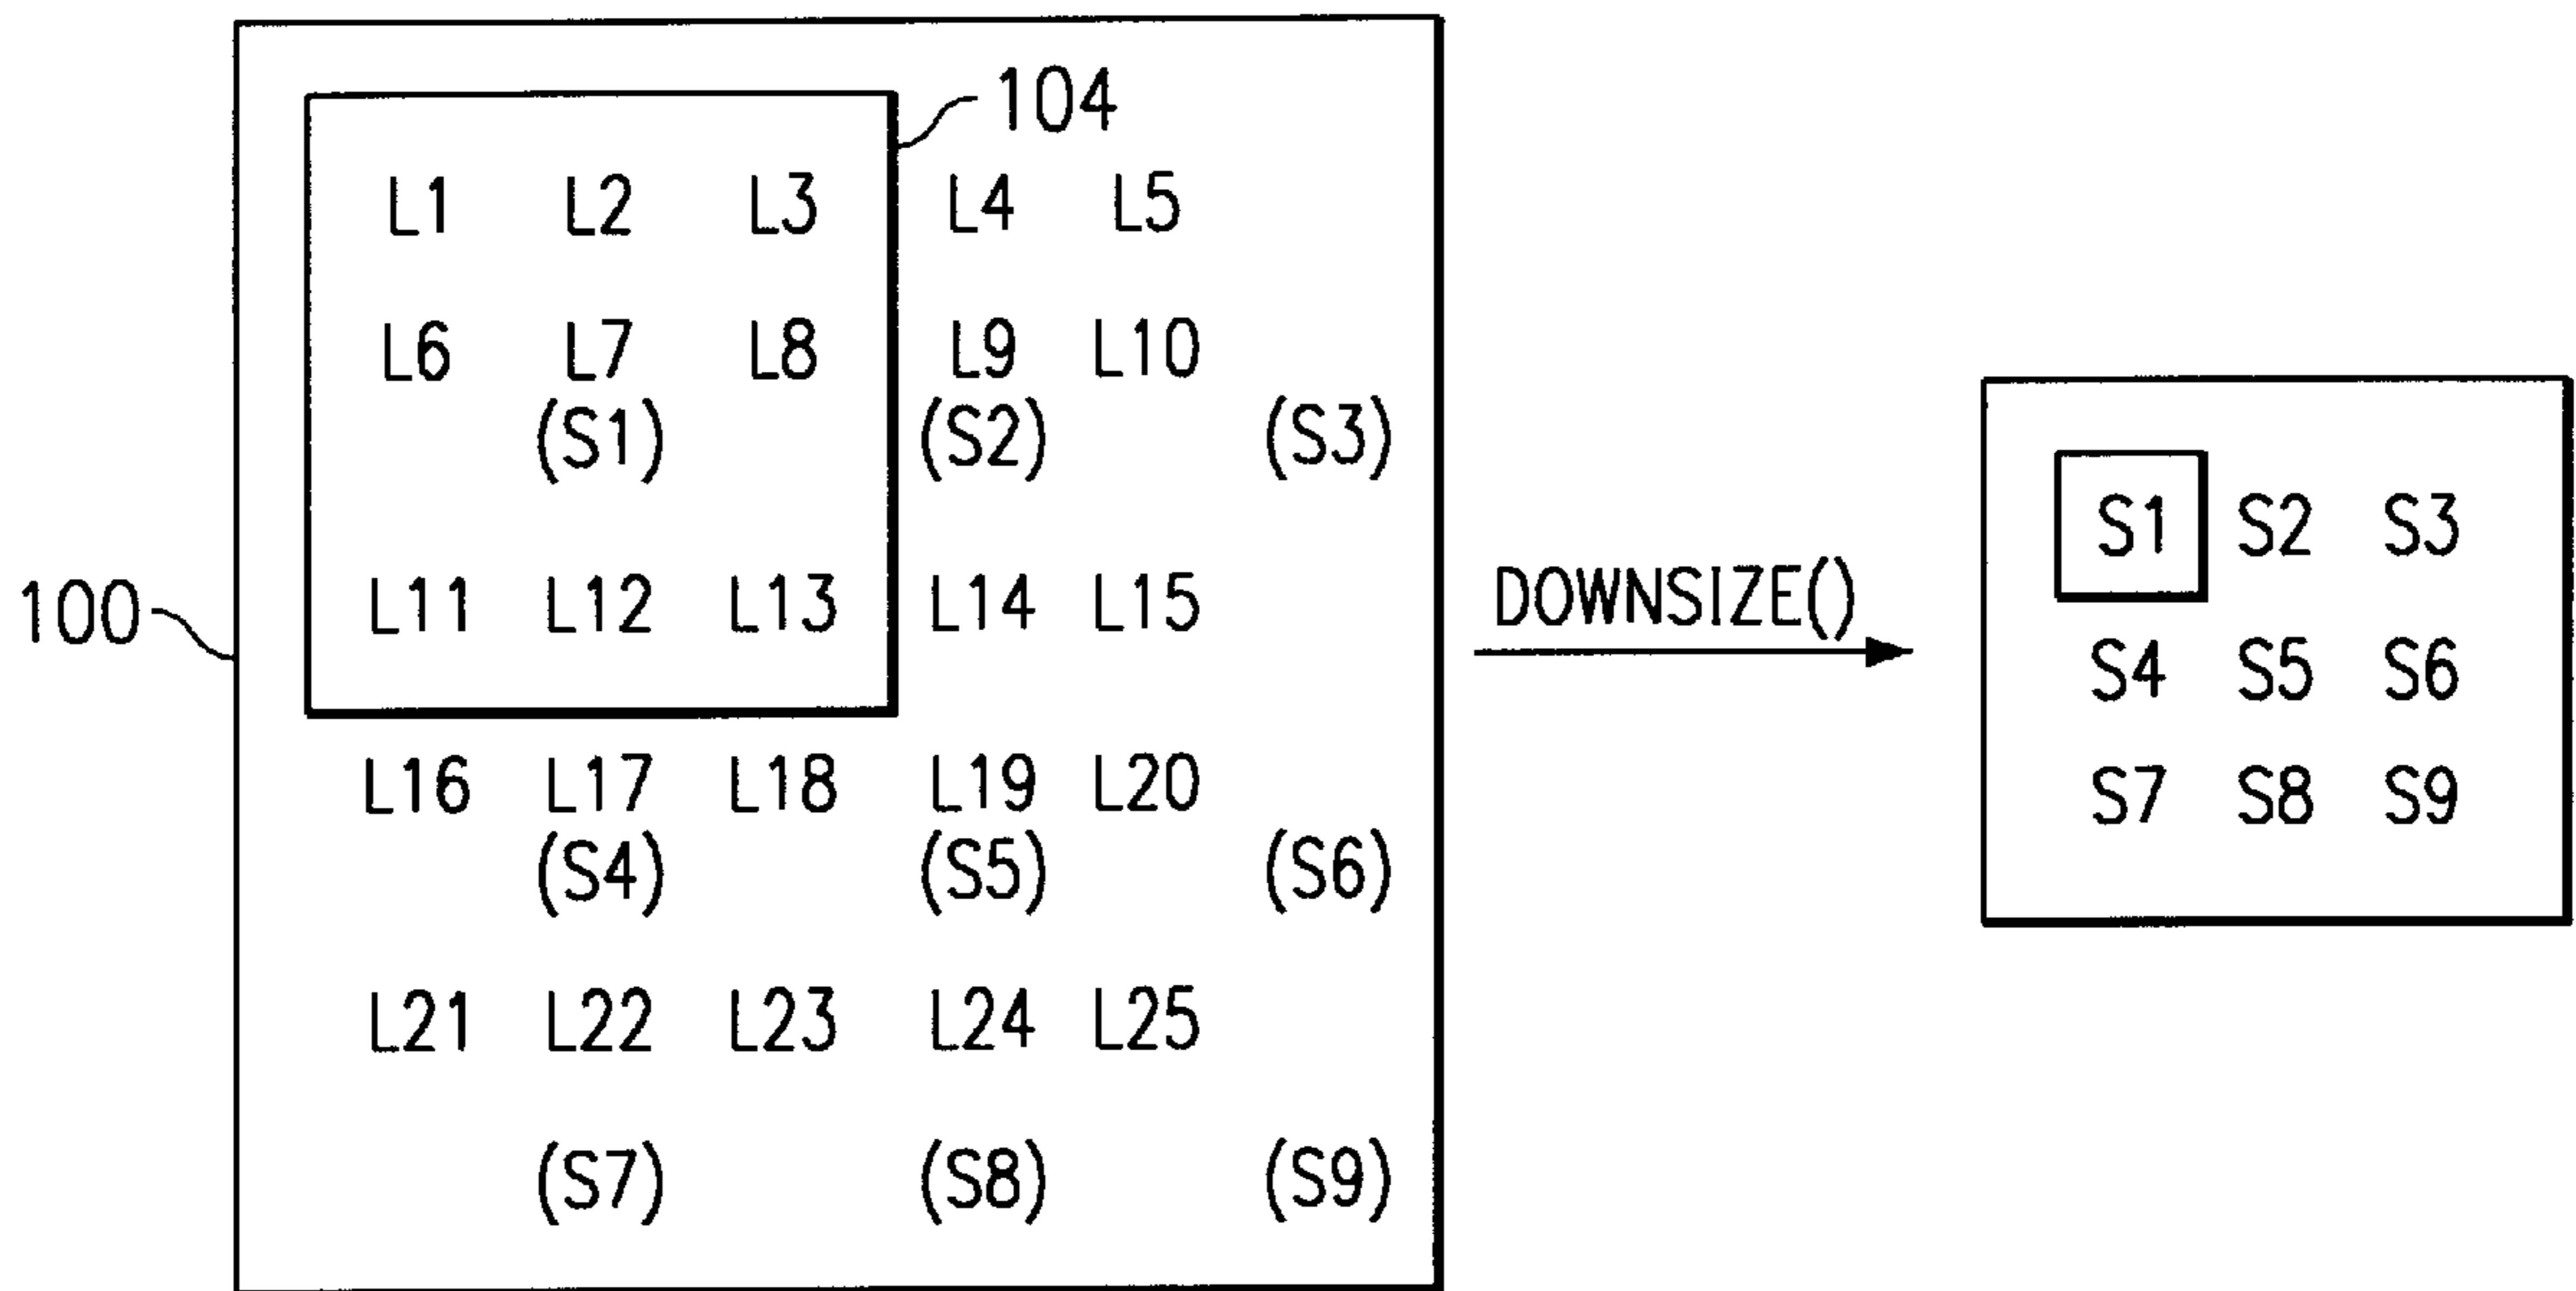 104
L1 L2 L3 L4 L5
L6 L7 L8 L9 L10
(S1) (S2) (S3)
L11 L12 L13 L14 L15
100
L16 L17 L18 L19 L20
(S4) (S5) (S6)
L21 L22 L23 L24 L25
(S7) (S8) (S9)
DOWNSIZE()
S1 S2 S3
S4 S5 S6
S7 S8 S9